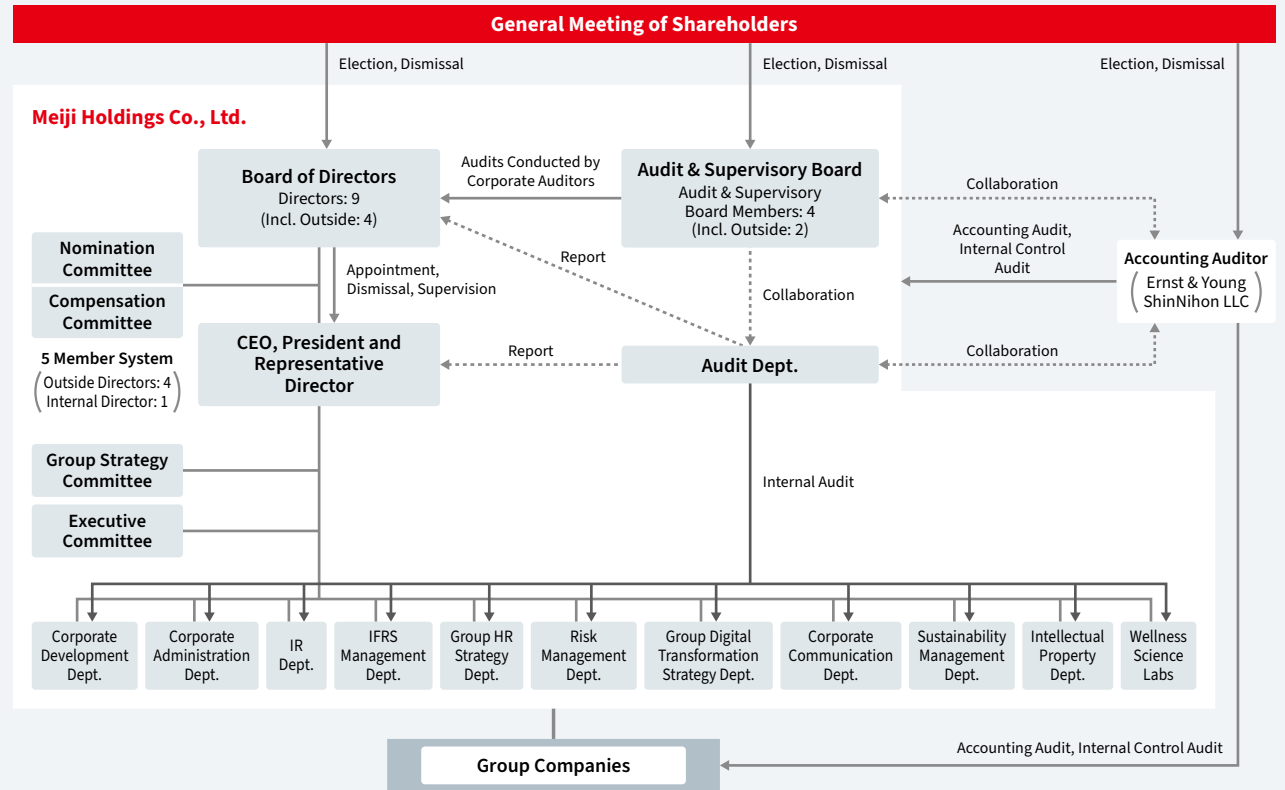 General Meeting of Shareholders
Election, Dismissal
Election, Dismissal
Election, Dismissal
Meiji Holdings Co., Ltd.
Board of Directors
Directors: 9
(Incl. Outside: 4)
Audits Conducted by
Corporate Auditors
Audit & Supervisory Board
Audit & Supervisory
Board Members: 4
(Incl. Outside: 2)
Collaboration
Accounting Audit,
Internal Control
Audit
Accounting Auditor
(Ernst & Young
ShinNihon LLC)
Nomination
Committee
Compensation
Committee
Appointment,
Dismissal, Supervision
Report
Collaboration
5 Member System
(Outside Directors: 4
Internal Director: 1)
CEO, President and
Representative
Director
Report
Audit Dept.
Collaboration
Group Strategy
Committee
Executive
Committee
Internal Audit
Corporate
Development
Dept.
Corporate
Administration
Dept.
IR
Dept.
IFRS
Management
Dept.
Group HR
Strategy
Dept.
Risk
Management
Dept.
Group Digital
Transformation
Strategy Dept.
Corporate
Communication
Dept.
Sustainability
Management
Dept.
Intellectual
Property
Dept.
Wellness
Science
Labs
Group Companies
Accounting Audit, Internal Control Audit